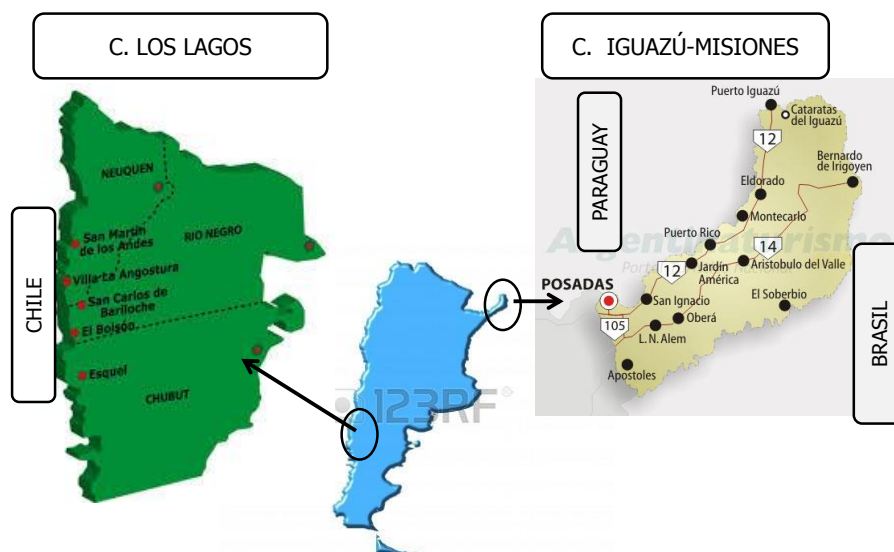 C. LOS LAGOS
C. IGUAZÚ-MISIONES
CHILE
NEUQUEN
RIO NEGRO
San Martín
de los Andes
Villa La Angostura
San Carlos de
Bariloche
El Bolsón
Esquel
CHUBUT
123RF
PARAGUAY
BRASIL
Puerto Iguazú
Cataratas
del Iguazú
12
Bernardo
de Irigoyen
Eldorado
Montecarlo
Puerto Rico
14
Aristobulo del Valle
12
Jardín
América
POSADAS
San Ignacio
El Soberbio
105
Oberá
L. N. Alem
Apostoles